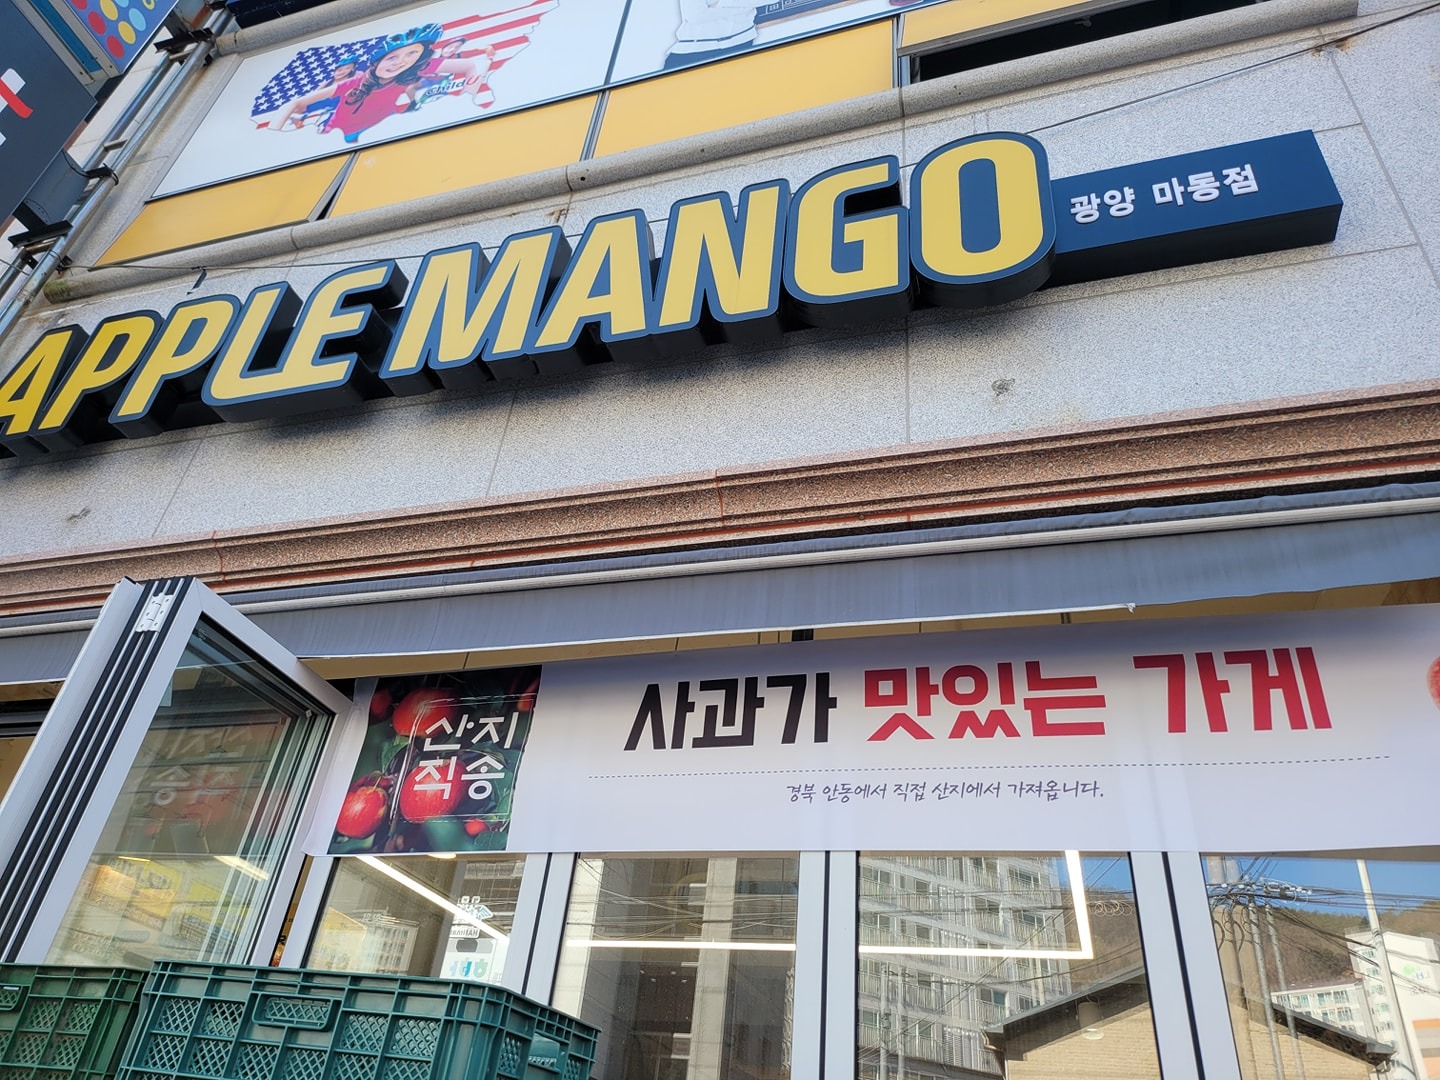 APPLE MANGO
광양 마동점
산지
직송
사과가 맛있는 가게
경북 안동에서 직접 산지에서 가져옵니다.